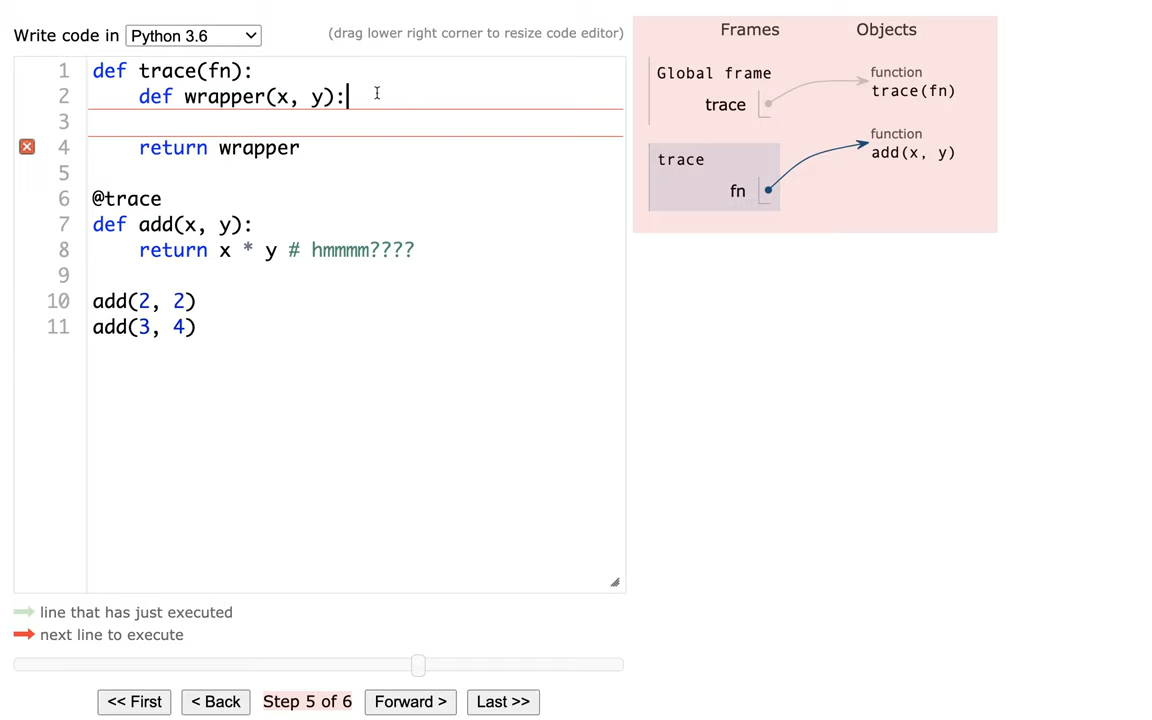 Write code in Python 3.6 (drag lower right corner to resize code editor)
1 def trace(fn):
2     def wrapper(x, y):
3
4     return wrapper
5
6 @trace
7 def add(x, y):
8     return x * y # hmmmm????
9
10 add(2, 2)
11 add(3, 4)
line that has just executed
next line to execute
<< First < Back Step 5 of 6 Forward > Last >>
Frames Objects
Global frame
trace
function
trace(fn)
trace
fn
function
add(x, y)